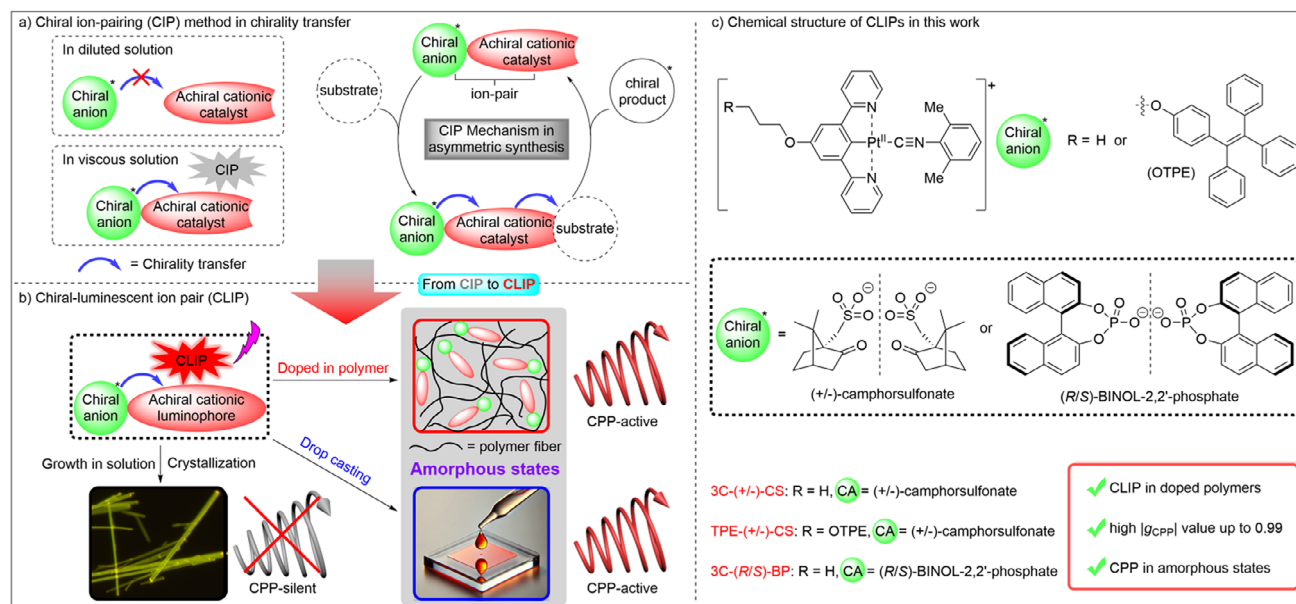 a) Chiral ion-pairing (CIP) method in chirality transfer
In diluted solution
Chiral
anion
*
Achiral cationic
catalyst
In viscous solution
CIP
Chiral
anion
*
Achiral cationic
catalyst
= Chirality transfer
substrate
Chiral
anion
*
Achiral cationic
catalyst
ion-pair
chiral
product
*
CIP Mechanism in
asymmetric synthesis
Chiral
anion
*
Achiral cationic
catalyst
substrate
From CIP to CLIP
b) Chiral-luminescent ion pair (CLIP)
CLIP
Chiral
anion
*
Achiral cationic
luminophore
Doped in polymer
Drop casting
Growth in solution
Crystallization
CPP-silent
CPP-active
= polymer fiber
Amorphous states
CPP-active
c) Chemical structure of CLIPs in this work
R
O
N
N
Pt
II
C
N
Me
Me
+
Chiral
anion
*
R = H or
O
(OTPE)
Chiral
anion
*
=
O
O
S
O
⊖
O
⊖
O
S
O
O
O
or
O
O
P
O
O
⊖
⊖
O
O
P
O
O
(+/-)-camphorsulfonate
(R/S)-BINOL-2,2'-phosphate
3C-(+/-)-CS: R = H, CA = (+/-)-camphorsulfonate
TPE-(+/-)-CS: R = OTPE, CA = (+/-)-camphorsulfonate
3C-(R/S)-BP: R = H, CA = (R/S)-BINOL-2,2'-phosphate
CLIP in doped polymers
high |gCPP| value up to 0.99
CPP in amorphous states